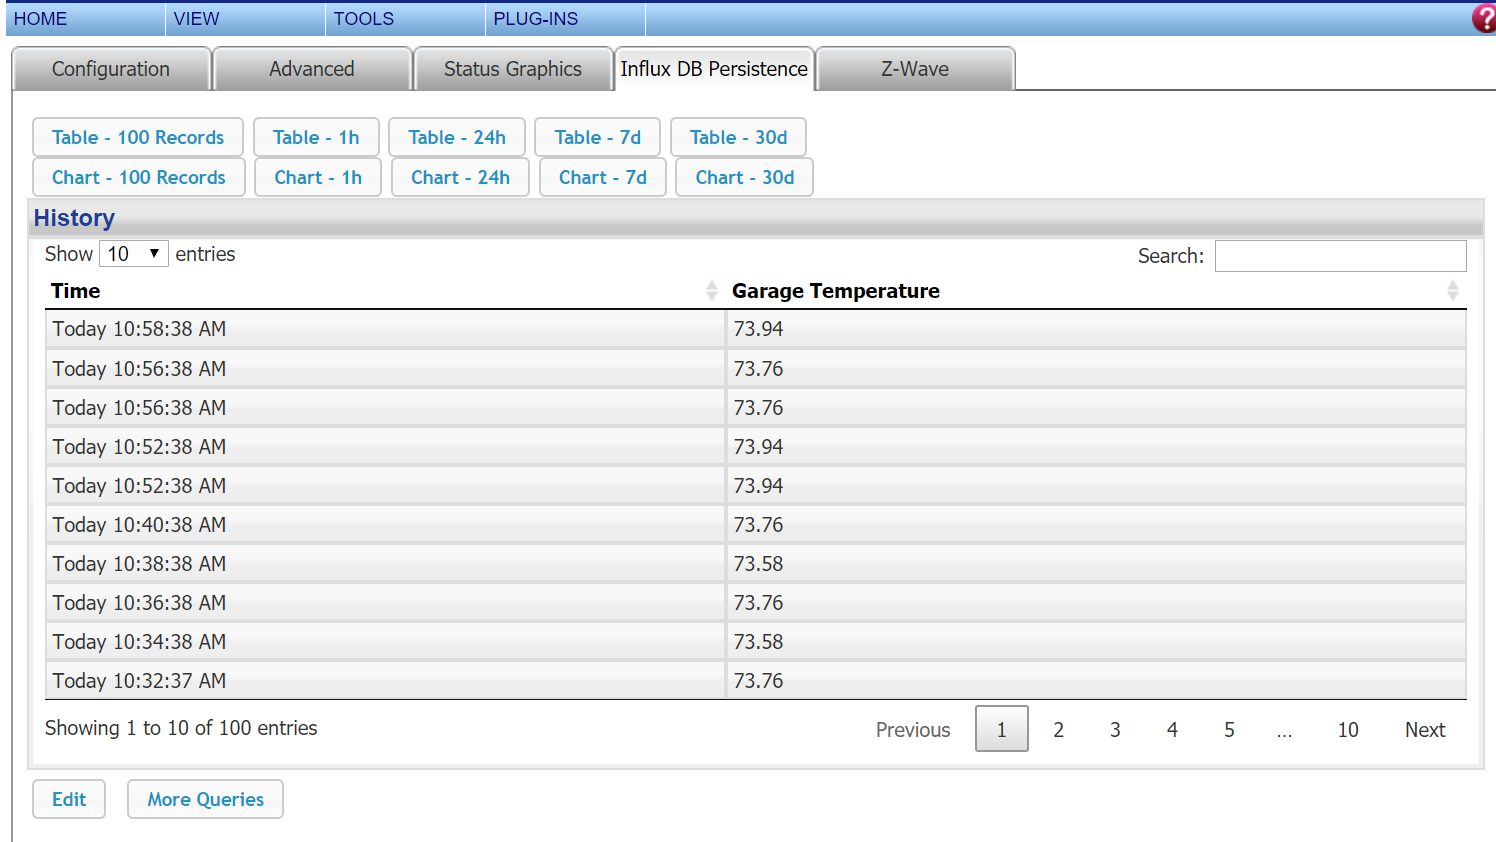 HOME VIEW TOOLS PLUG-INS ?
Configuration Advanced Status Graphics Influx DB Persistence Z-Wave
Table - 100 Records Table - 1h Table - 24h Table - 7d Table - 30d
Chart - 100 Records Chart - 1h Chart - 24h Chart - 7d Chart - 30d
History
Show 10 entries Search:
Time Garage Temperature
Today 10:58:38 AM 73.94
Today 10:56:38 AM 73.76
Today 10:56:38 AM 73.76
Today 10:52:38 AM 73.94
Today 10:52:38 AM 73.94
Today 10:40:38 AM 73.76
Today 10:38:38 AM 73.58
Today 10:36:38 AM 73.76
Today 10:34:38 AM 73.58
Today 10:32:37 AM 73.76
Showing 1 to 10 of 100 entries Previous 1 2 3 4 5 ... 10 Next
Edit More Queries